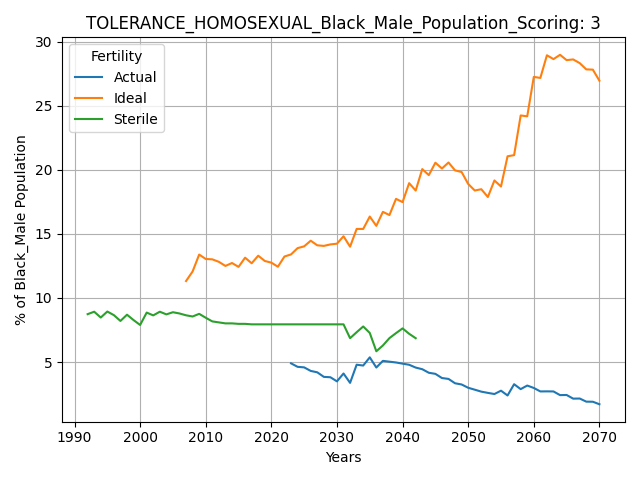 TOLERANCE_HOMOSEXUAL_Black_Male_Population_Scoring: 3
30
25
20
15
10
5
% of Black_Male Population
Fertility
Actual
Ideal
Sterile
1990 2000 2010 2020 2030 2040 2050 2060 2070
Years